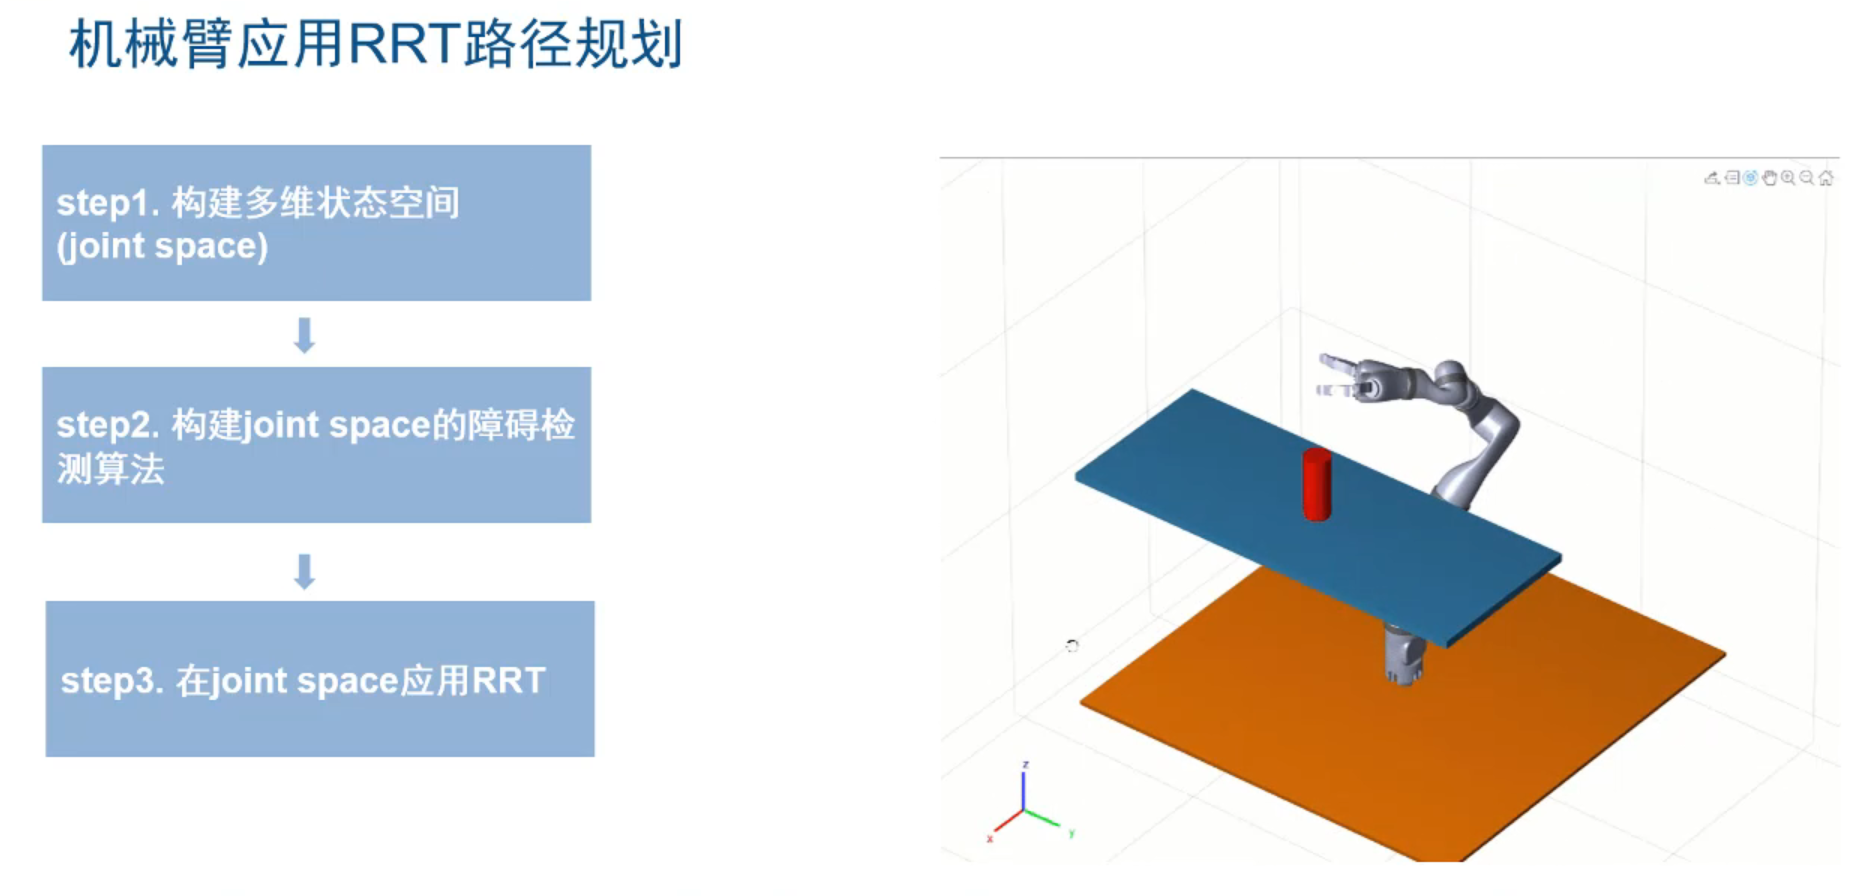 机械臂应用RRT路径规划
step1. 构建多维状态空间
(joint space)
step2. 构建joint space的障碍检
测算法
step3. 在joint space应用RRT
z
x
y